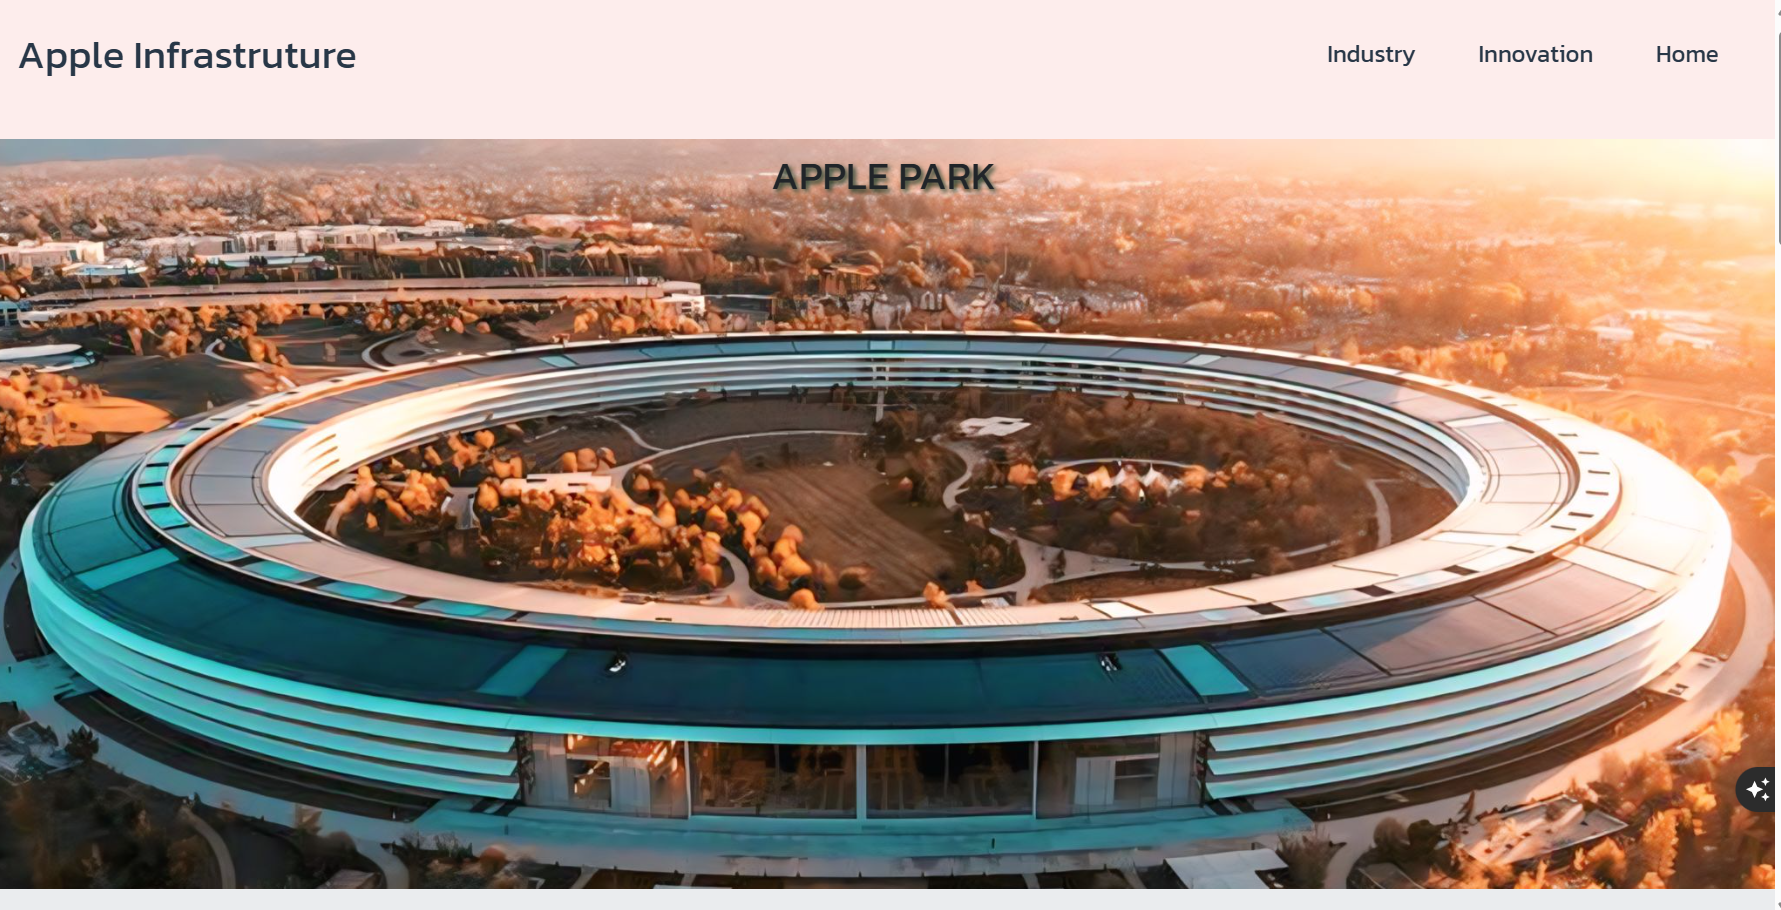 Apple Infrastruture
Industry
Innovation
Home
APPLE PARK